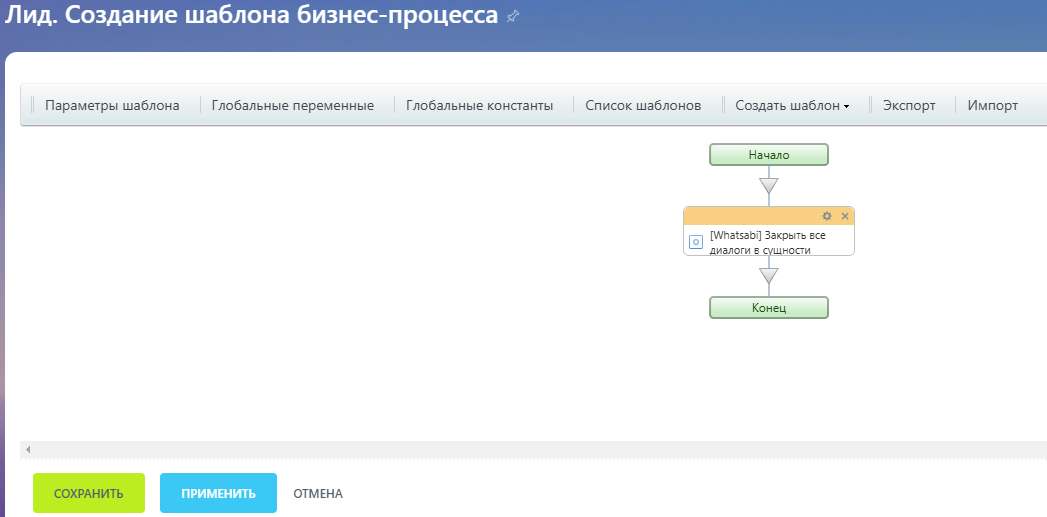 Лид. Создание шаблона бизнес-процесса
Параметры шаблона Глобальные переменные Глобальные константы Список шаблонов Создать шаблон Экспорт Импорт
Начало
[Whatsabi] Закрыть все
диалоги в сущности
Конец
СОХРАНИТЬ ПРИМЕНИТЬ ОТМЕНА